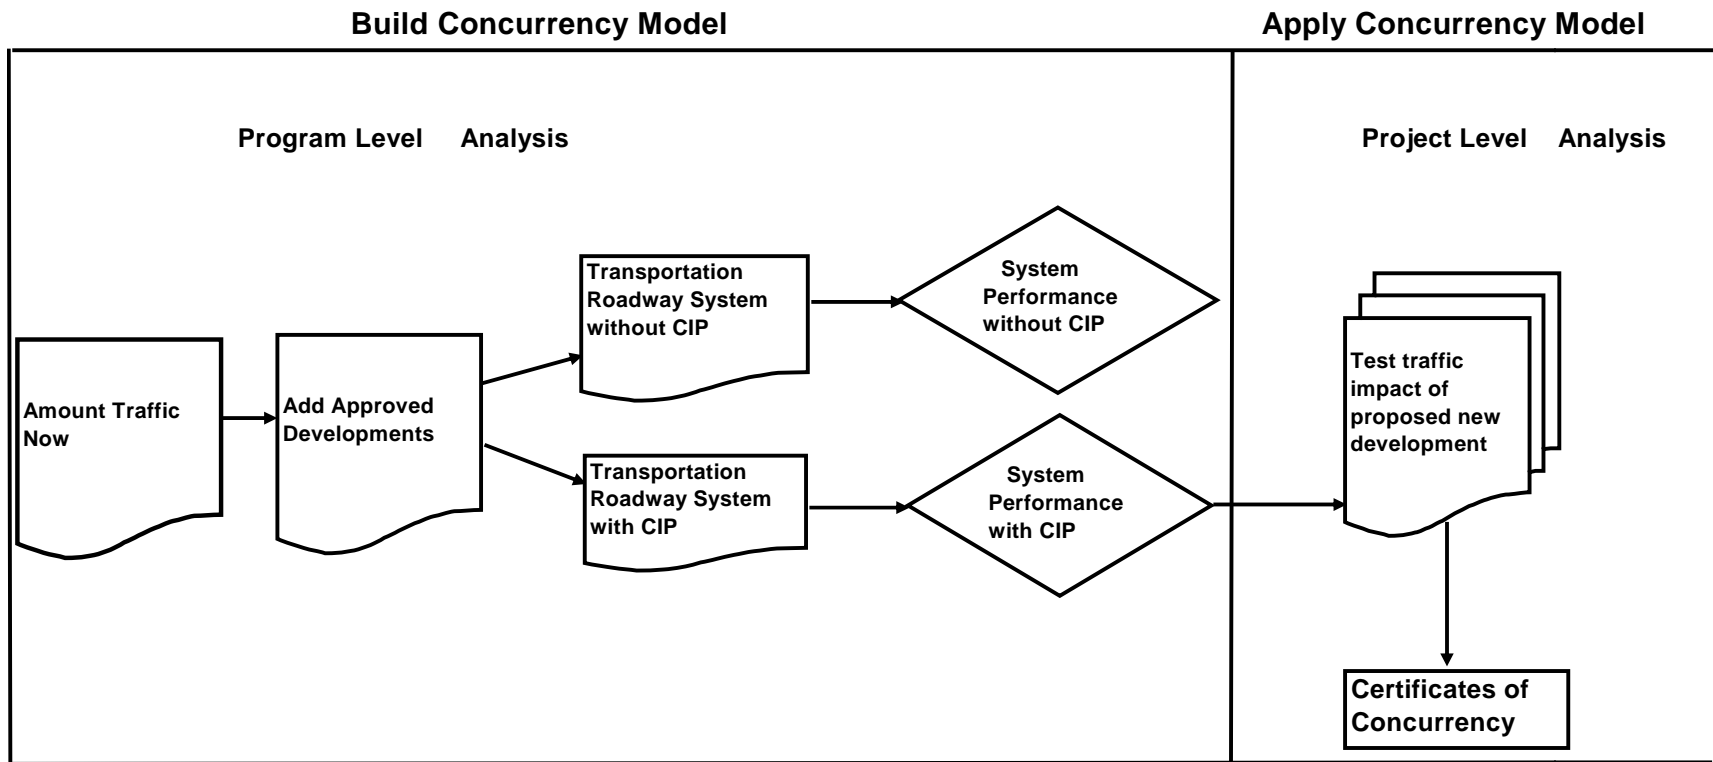 Build Concurrency Model
Apply Concurrency Model
Program Level Analysis
Project Level Analysis
Amount Traffic
Now
Add Approved
Developments
Transportation
Roadway System
without CIP
System
Performance
without CIP
Transportation
Roadway System
with CIP
System
Performance
with CIP
Test traffic
impact of
proposed new
development
Certificates of
Concurrency